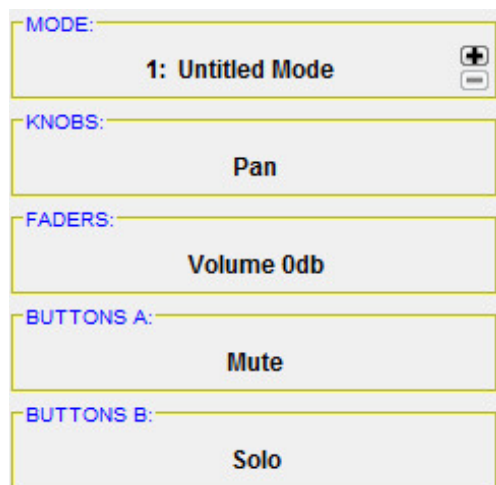 MODE:
1: Untitled Mode
KNOBS:
Pan
FADERS:
Volume 0db
BUTTONS A:
Mute
BUTTONS B:
Solo